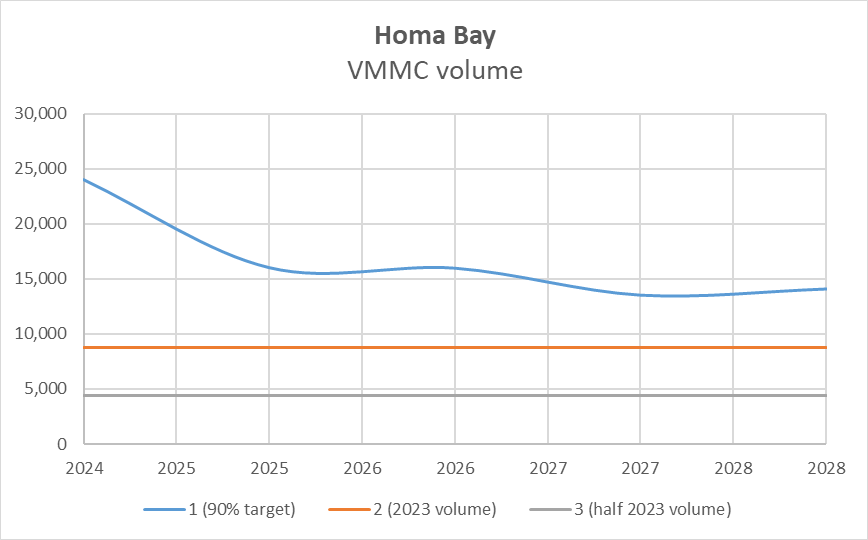 Homa Bay
VMMC volume
30,000
25,000
20,000
15,000
10,000
5,000
0
2024 2025 2025 2026 2026 2027 2027 2028 2028
1 (90% target) 2 (2023 volume) 3 (half 2023 volume)